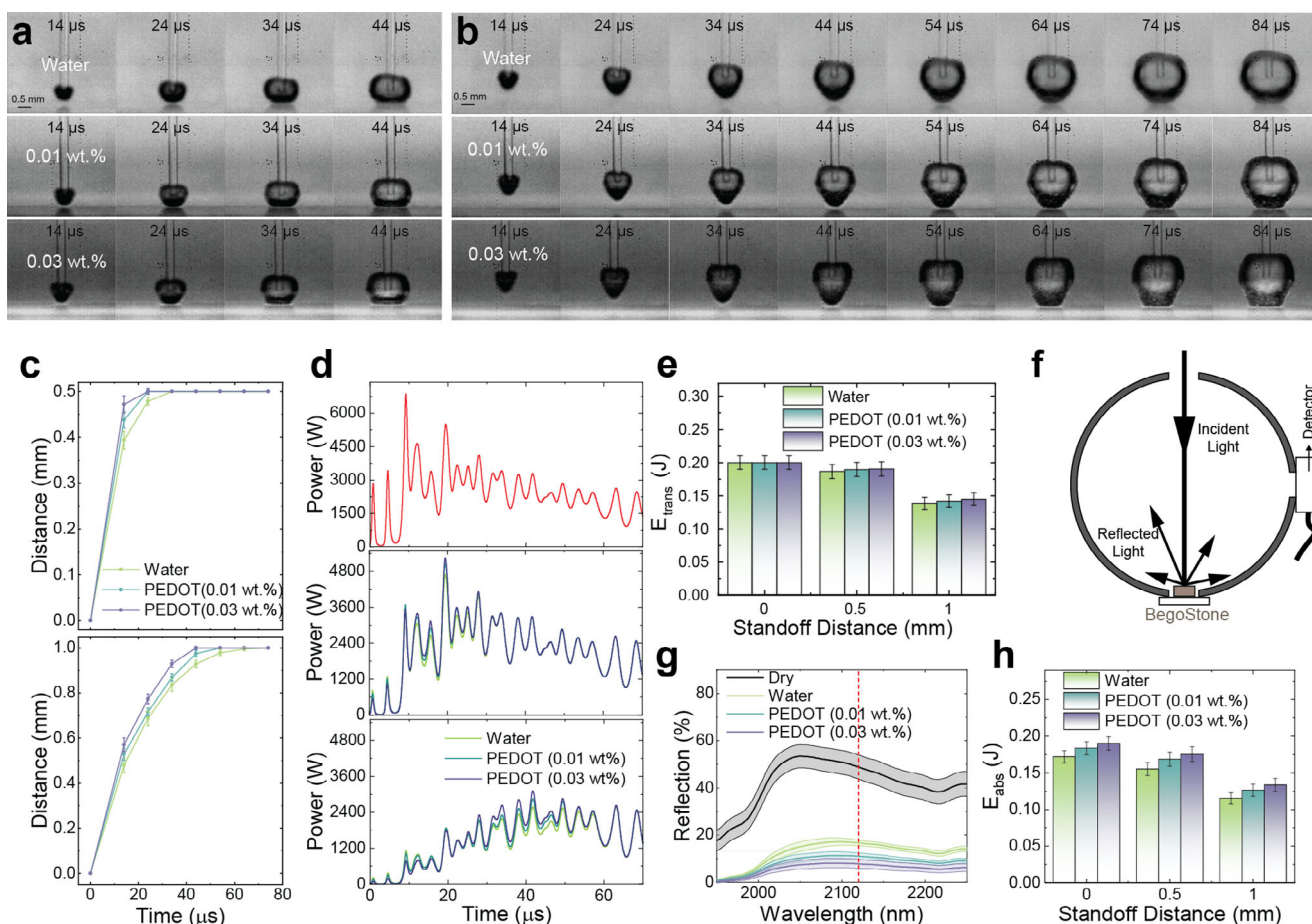 a
14 µs 24 µs 34 µs 44 µs
Water
0.5 mm
14 µs 24 µs 34 µs 44 µs
0.01 wt.%
14 µs 24 µs 34 µs 44 µs
0.03 wt.%
b
14 µs 24 µs 34 µs 44 µs 54 µs 64 µs 74 µs 84 µs
Water
0.5 mm
14 µs 24 µs 34 µs 44 µs 54 µs 64 µs 74 µs 84 µs
0.01 wt.%
14 µs 24 µs 34 µs 44 µs 54 µs 64 µs 74 µs 84 µs
0.03 wt.%
c
Distance (mm)
0.5
0.4
0.3
0.2
0.1
0.0
Water
PEDOT(0.01 wt.%)
PEDOT(0.03 wt.%)
Distance (mm)
1.0
0.8
0.6
0.4
0.2
0.0
0 20 40 60 80
Time (µs)
d
Power (W)
6000
4500
3000
1500
0
Power (W)
4800
3600
2400
1200
0
Power (W)
4800
3600
2400
1200
0
Water
PEDOT (0.01 wt%)
PEDOT (0.03 wt%)
0 20 40 60
Time (µs)
e
Etrans (J)
0.25
0.20
0.15
0.10
0.05
0.00
Water
PEDOT (0.01 wt.%)
PEDOT (0.03 wt.%)
0 0.5 1
Standoff Distance (mm)
f
Incident
Light
Detector
Reflected
Light
BegoStone
g
Reflection (%)
80
60
40
20
0
Dry
Water
PEDOT (0.01 wt.%)
PEDOT (0.03 wt.%)
2000 2100 2200
Wavelength (nm)
h
Eabs (J)
0.25
0.20
0.15
0.10
0.05
0.00
Water
PEDOT (0.01 wt.%)
PEDOT (0.03 wt.%)
0 0.5 1
Standoff Distance (mm)